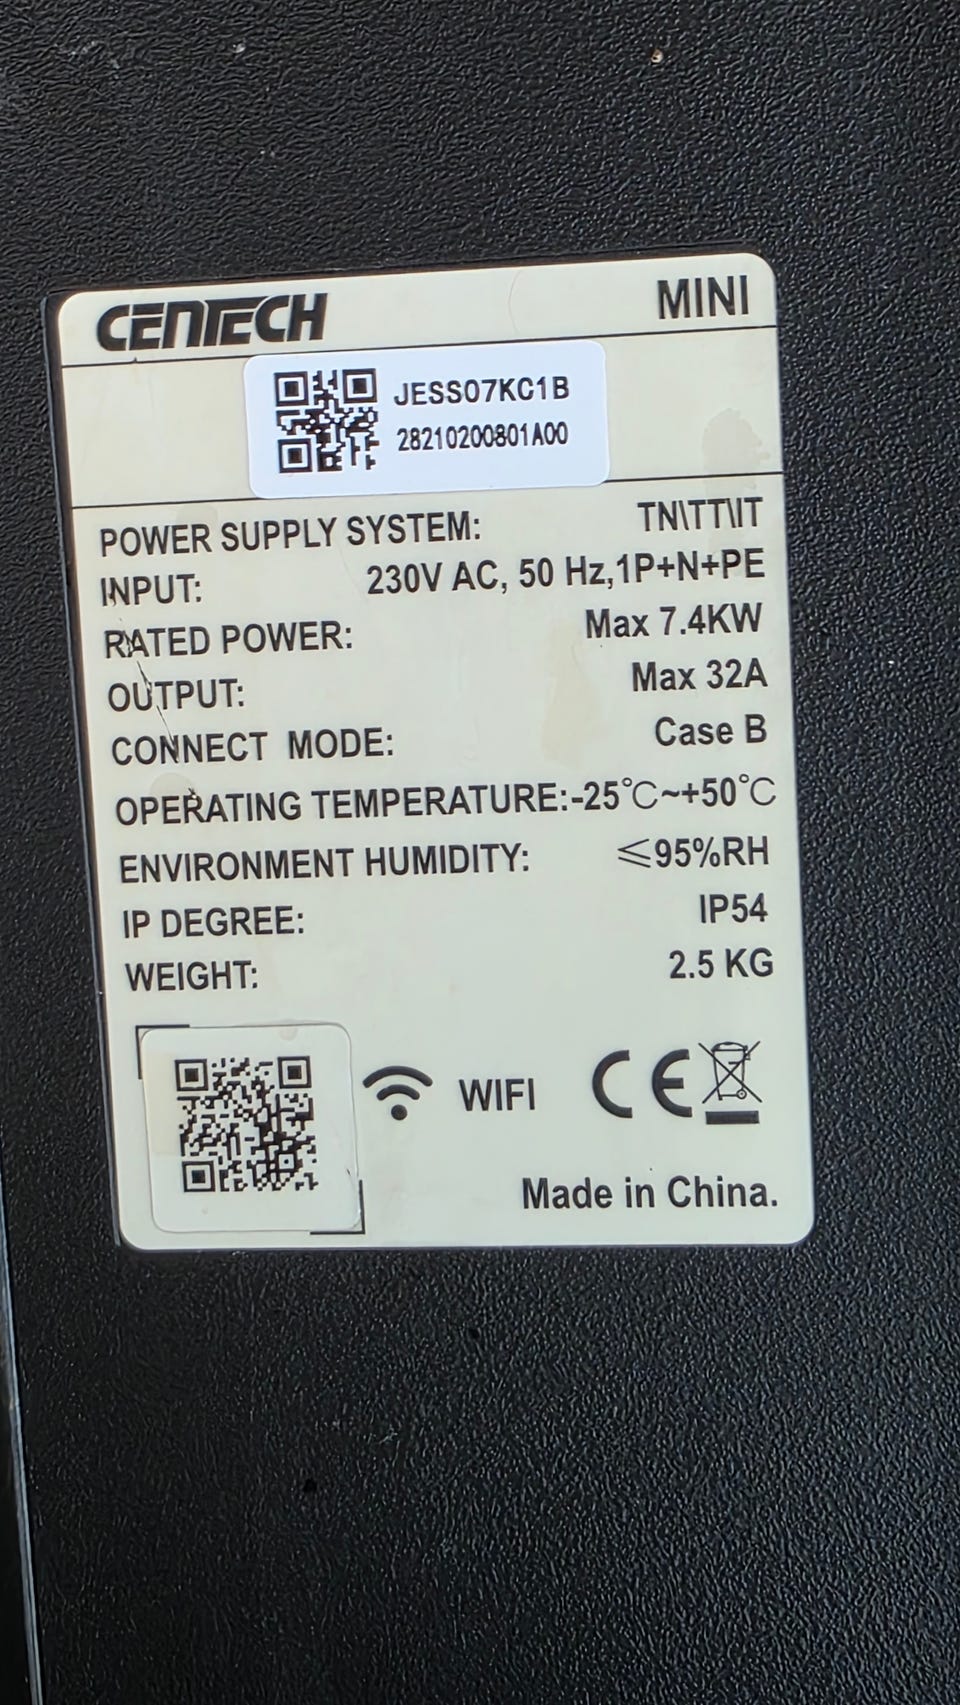 CENTECH MINI
JESS07KC1B
28210200801A00
POWER SUPPLY SYSTEM: TN\TT\IT
INPUT: 230V AC, 50 Hz,1P+N+PE
RATED POWER: Max 7.4KW
OUTPUT: Max 32A
CONNECT MODE: Case B
OPERATING TEMPERATURE:-25℃~+50℃
ENVIRONMENT HUMIDITY: ≤95%RH
IP DEGREE: IP54
WEIGHT: 2.5 KG
WIFI CE
Made in China.